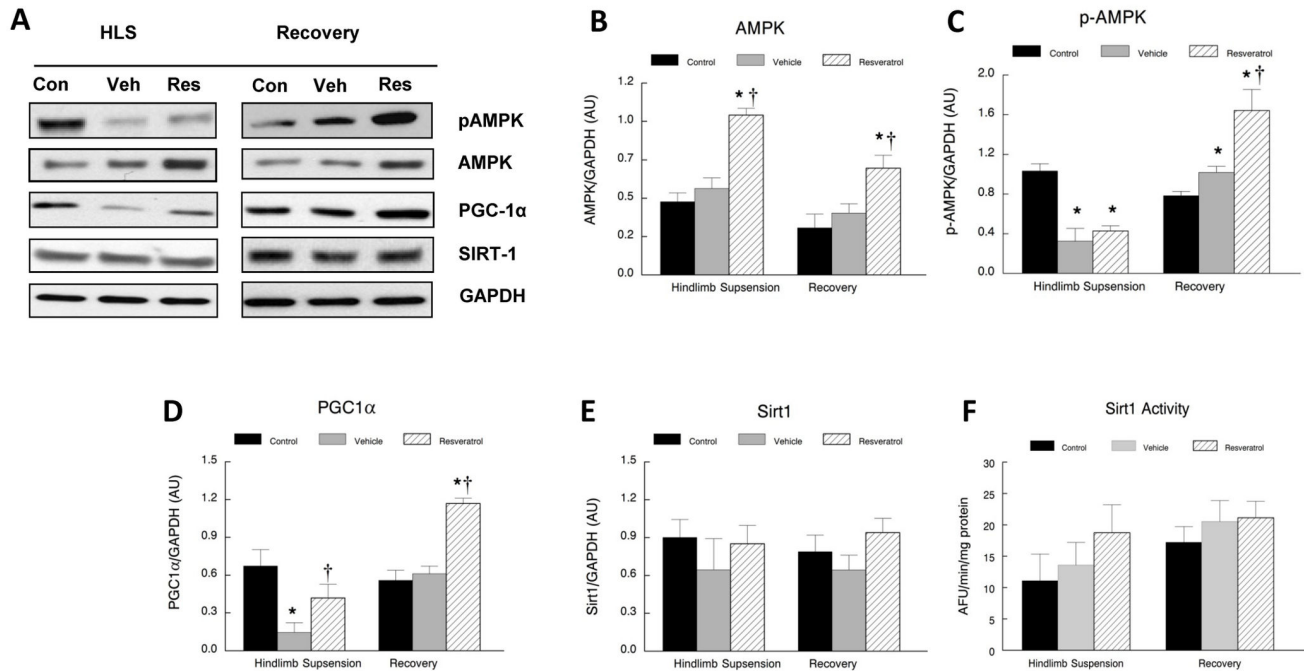 A
HLS Recovery
Con Veh Res Con Veh Res
pAMPK
AMPK
PGC-1α
SIRT-1
GAPDH
B
AMPK
Control Vehicle Resveratrol
AMPK/GAPDH (AU)
1.2
1.0
0.7
0.5
0.2
0.0
*†
*†
Hindlimb Supsension Recovery
C
p-AMPK
Control Vehicle Resveratrol
p-AMPK/GAPDH (AU)
2.0
1.6
1.2
0.8
0.4
0.0
* * * *†
Hindlimb Suspension Recovery
D
PGC1α
Control Vehicle Resveratrol
PGC1α/GAPDH (AU)
1.5
1.2
0.9
0.6
0.3
0.0
* † *†
Hindlimb Suspension Recovery
E
Sirt1
Control Vehicle Resveratrol
Sirt1/GAPDH (AU)
1.5
1.2
0.9
0.6
0.3
0.0
Hindlimb Supsension Recovery
F
Sirt1 Activity
Control Vehicle Resveratrol
AFU/min/mg protein
30
25
20
15
10
5
0
Hindlimb Suspension Recovery